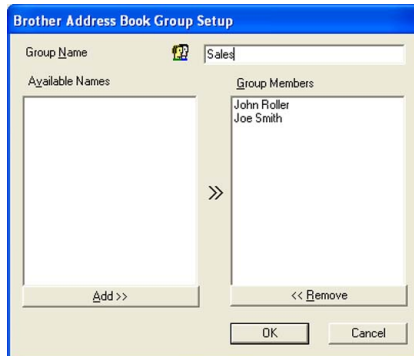 Brother Address Book Group Setup
Group Name
Sales
Available Names
Group Members
John Roller
Joe Smith
Add >>
<< Remove
OK
Cancel